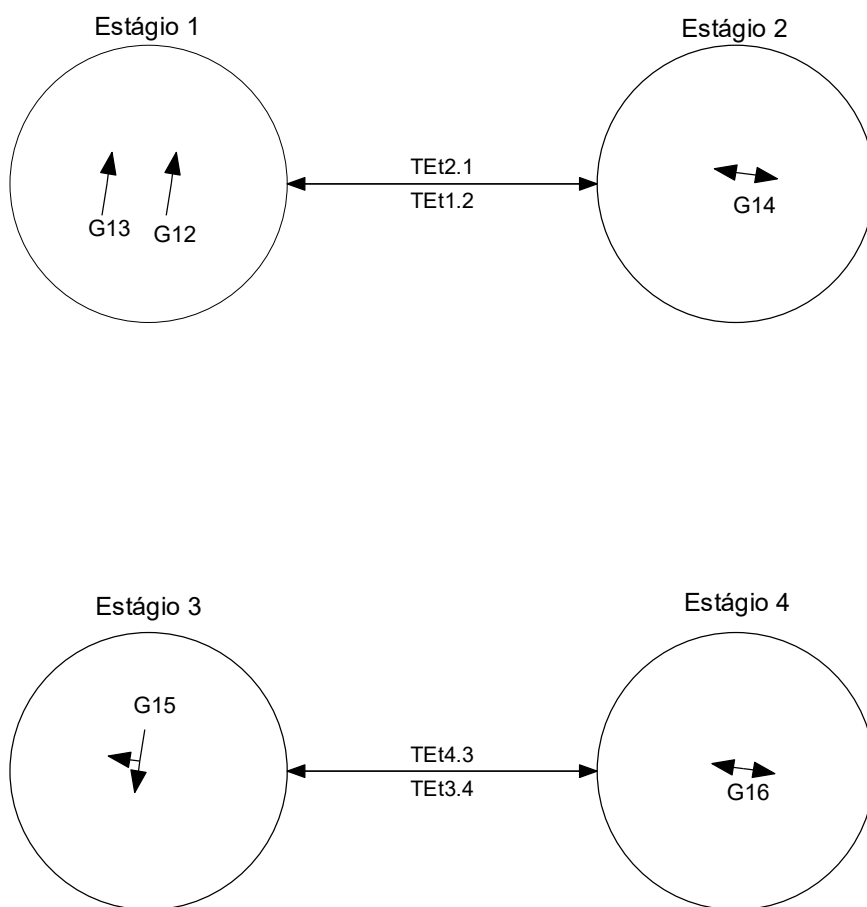 Estágio 1
Estágio 2
TEt2.1
TEt1.2
G13
G12
G14
Estágio 3
Estágio 4
G15
TEt4.3
TEt3.4
G16